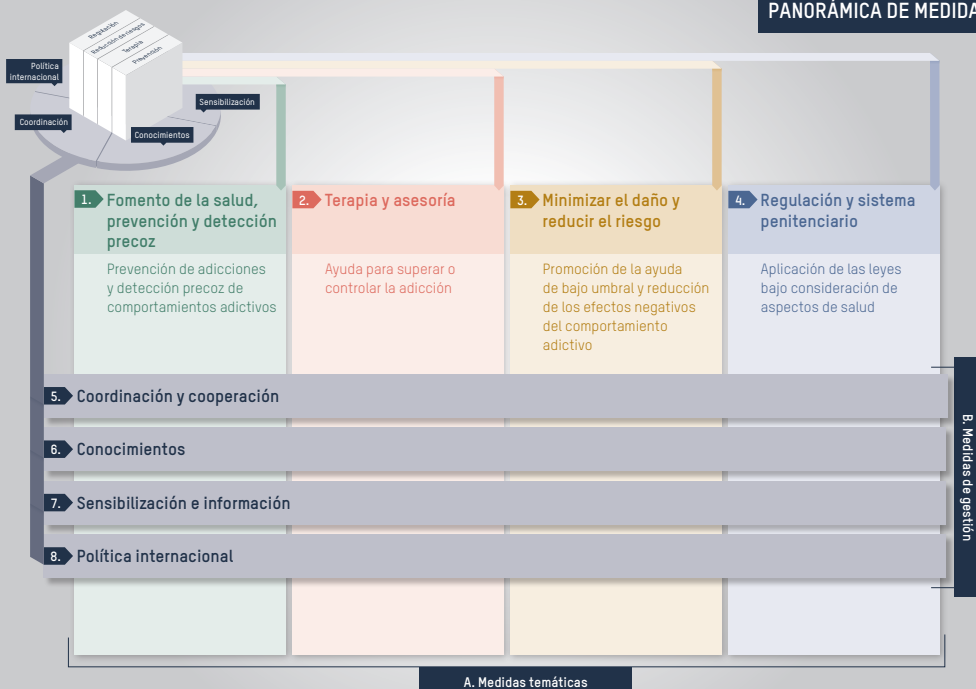 PANORÁMICA DE MEDIDA
Regulación
Reducción de riesgos
Terapia
Prevención
Política
internacional
Sensibilización
Coordinación
Conocimientos
1. Fomento de la salud,
prevención y detección
precoz
Prevención de adicciones
y detección precoz de
comportamientos adictivos
2. Terapia y asesoría
Ayuda para superar o
controlar la adicción
3. Minimizar el daño y
reducir el riesgo
Promoción de la ayuda
de bajo umbral y reducción
de los efectos negativos
del comportamiento
adictivo
4. Regulación y sistema
penitenciario
Aplicación de las leyes
bajo consideración de
aspectos de salud
5. Coordinación y cooperación
6. Conocimientos
7. Sensibilización e información
8. Política internacional
B. Medidas de gestión
A. Medidas temáticas